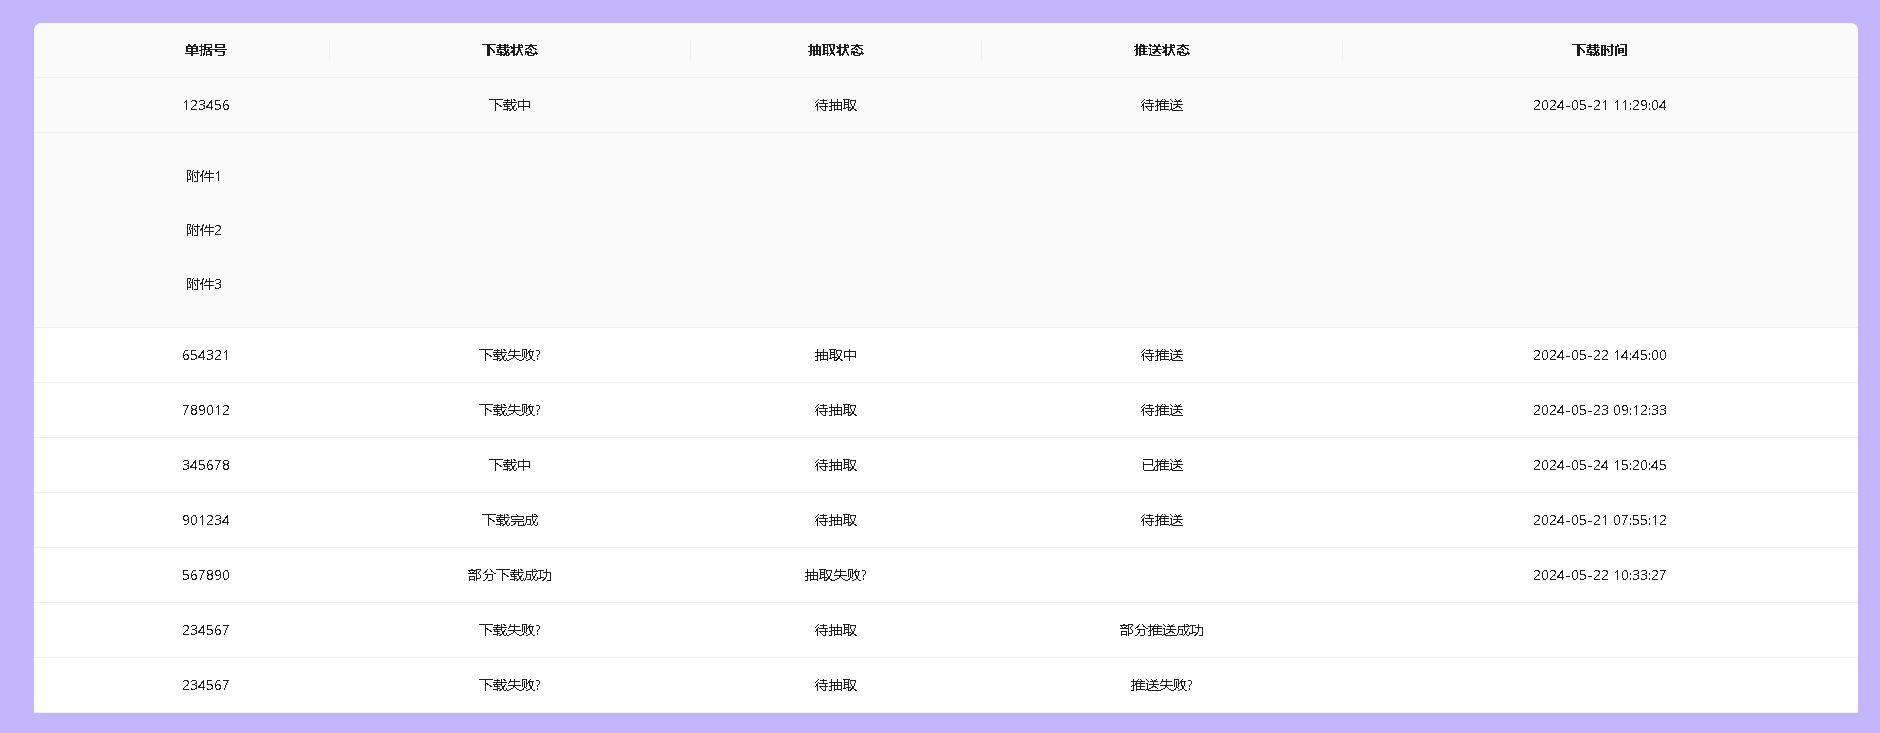 单据号 下载状态 抽取状态 推送状态 下载时间
123456 下载中 待抽取 待推送 2024-05-21 11:29:04
附件1
附件2
附件3
654321 下载失败? 抽取中 待推送 2024-05-22 14:45:00
789012 下载失败? 待抽取 待推送 2024-05-23 09:12:33
345678 下载中 待抽取 已推送 2024-05-24 15:20:45
901234 下载完成 待抽取 待推送 2024-05-21 07:55:12
567890 部分下载成功 抽取失败? 2024-05-22 10:33:27
234567 下载失败? 待抽取 部分推送成功
234567 下载失败? 待抽取 推送失败?